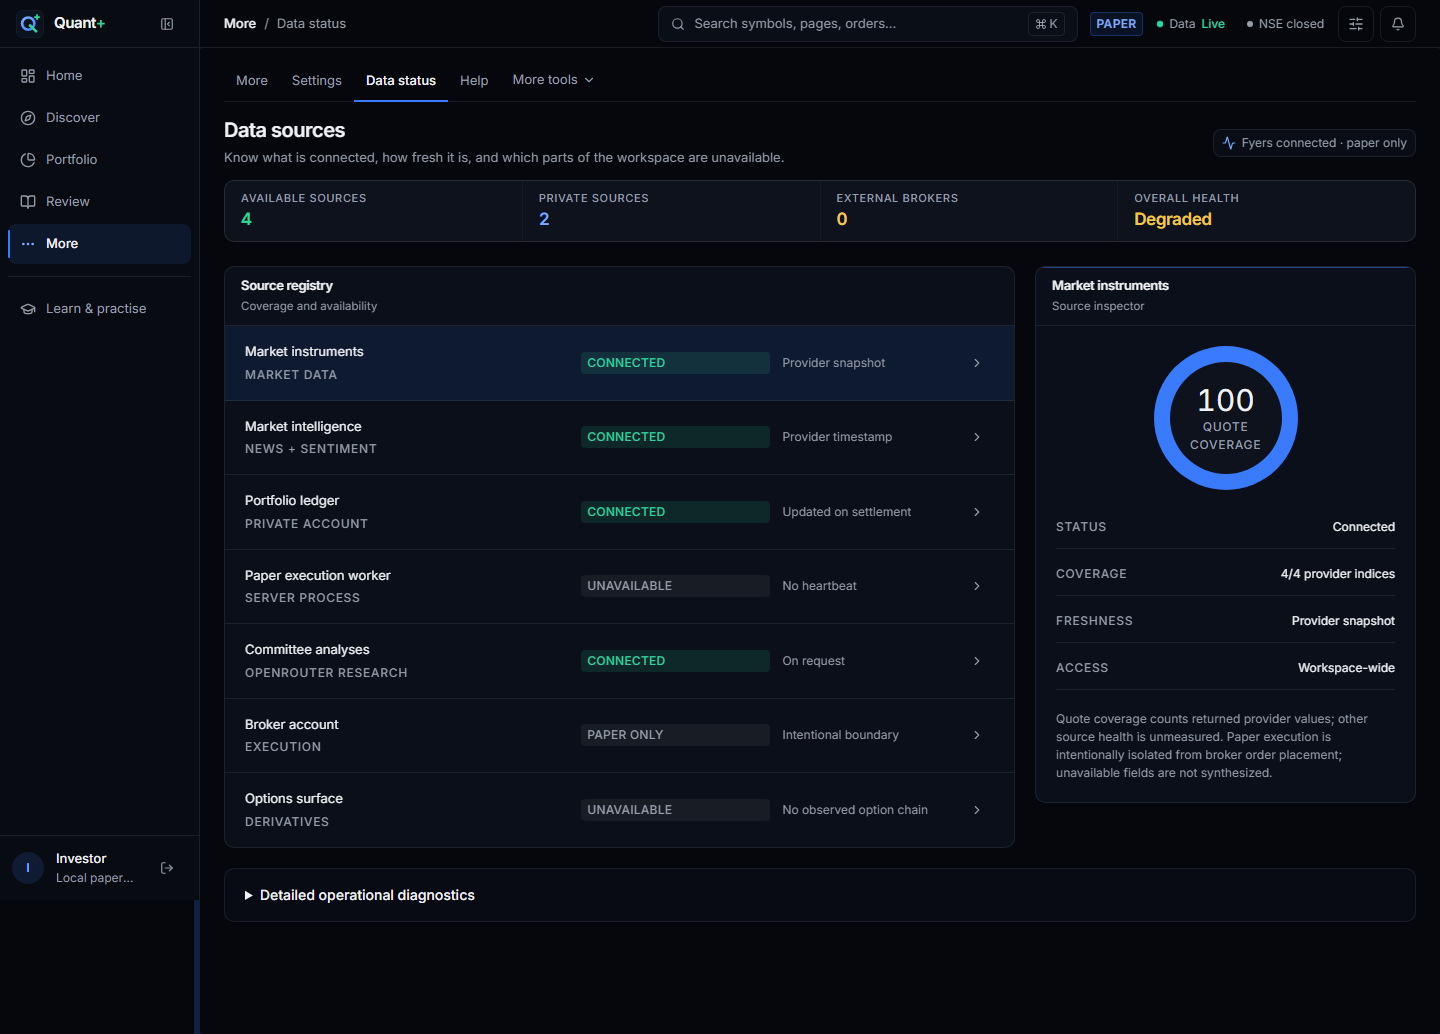 Quant+
More / Data status
Search symbols, pages, orders...
⌘ K
PAPER
Data Live
NSE closed
Home
Discover
Portfolio
Review
More
Learn & practise
Investor
Local paper...
I
More
Settings
Data status
Help
More tools
Data sources
Know what is connected, how fresh it is, and which parts of the workspace are unavailable.
Fyers connected · paper only
AVAILABLE SOURCES
4
PRIVATE SOURCES
2
EXTERNAL BROKERS
0
OVERALL HEALTH
Degraded
Source registry
Coverage and availability
Market instruments
MARKET DATA
CONNECTED
Provider snapshot
Market intelligence
NEWS + SENTIMENT
CONNECTED
Provider timestamp
Portfolio ledger
PRIVATE ACCOUNT
CONNECTED
Updated on settlement
Paper execution worker
SERVER PROCESS
UNAVAILABLE
No heartbeat
Committee analyses
OPENROUTER RESEARCH
CONNECTED
On request
Broker account
EXECUTION
PAPER ONLY
Intentional boundary
Options surface
DERIVATIVES
UNAVAILABLE
No observed option chain
Market instruments
Source inspector
100
QUOTE
COVERAGE
STATUS
Connected
COVERAGE
4/4 provider indices
FRESHNESS
Provider snapshot
ACCESS
Workspace-wide
Quote coverage counts returned provider values; other
source health is unmeasured. Paper execution is
intentionally isolated from broker order placement;
unavailable fields are not synthesized.
Detailed operational diagnostics